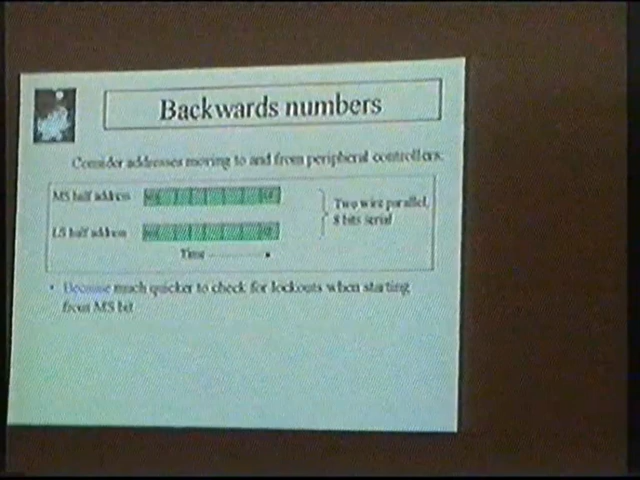 Backwards numbers
Consider addresses moving to and from peripheral controllers:
MS half address
Two wire parallel,
8 bits serial
LS half address
Time
• Because much quicker to check for lockouts when starting
from MS bit